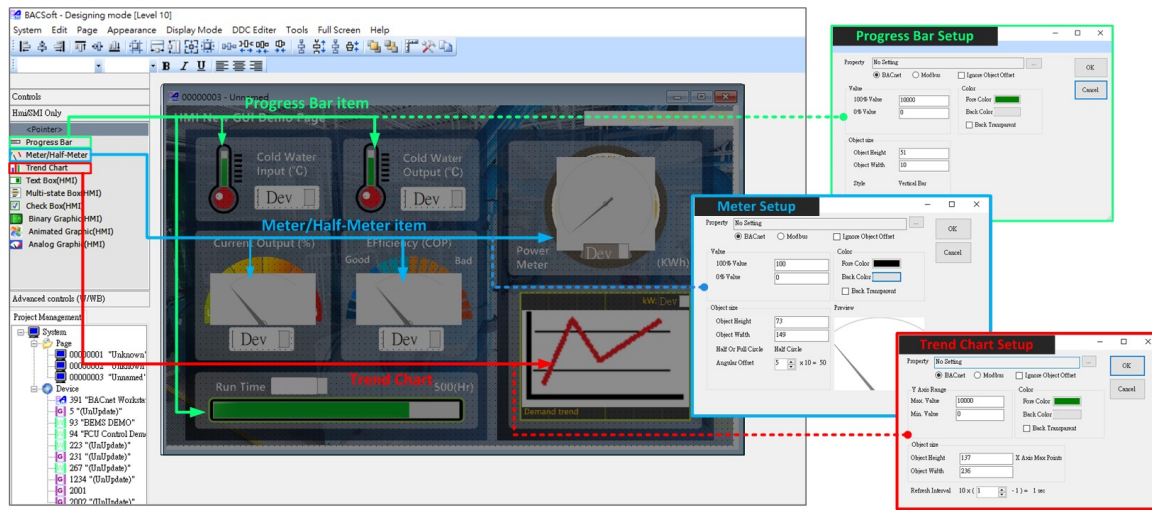 BACSoft - Designing mode [Level 10]
System Edit Page Appearance Display Mode DDC Editer Tools Full Screen Help
B I U
Controls
Hmi/SMI Only
<Pointer>
Progress Bar
Meter/Half-Meter
Trend Chart
Text Box(HMI)
Multi-state Box(HMI)
Check Box(HMI)
Binary Graphic(HMI)
Animated Graphic(HMI)
Analog Graphic(HMI)
Advanced controls (W/WB)
Project Management
System
Page
00000001 "Unknown"
00000002 "Unknown"
00000003 "Unnamed"
Device
391 "BACnet Worksta
5 "(UnUpdate)"
93 "BEMS DEMO"
94 "FCU Control Dem
223 "(UnUpdate)"
231 "(UnUpdate)"
267 "(UnUpdate)"
1234 "(UnUpdate)"
2001
2002 "(UnUpdate)"
00000003 - Unnamed
Progress Bar item
HMI New GUI Demo Page
Cold Water
Input (℃)
Dev
Cold Water
Output (℃)
Dev
Meter/Half-Meter item
Current Output (%)
Dev
Efficiency (COP)
Good
Bad
Dev
Power
Meter
Dev
(KWh)
kW: Dev
Demand trend
Trend Chart
Run Time
500(Hr)
Progress Bar Setup
Property No Setting ...
BACnet Modbus Ignore Object Offset
OK
Cancel
Value
100% Value 10000
0% Value 0
Color
Fore Color
Back Color
Back Transparent
Object size
Object Height 51
Object Width 10
Style Vertical Bar
Meter Setup
Property No Setting ...
BACnet Modbus Ignore Object Offset
OK
Cancel
Value
100% Value 100
0% Value 0
Color
Fore Color
Back Color
Back Transparent
Object size
Object Height 73
Object Width 149
Half Or Full Circle Half Circle
Angular Offset 5 x 10 = 50
Preview
Trend Chart Setup
Property No Setting ...
BACnet Modbus Ignore Object Offset
OK
Cancel
Y Axis Range
Max. Value 10000
Min. Value 0
Color
Fore Color
Back Color
Back Transparent
Object size
Object Height 137
Object Width 236
X Axis Max Points
Refresh Interval 10 x ( 1 - 1 ) = 1 sec